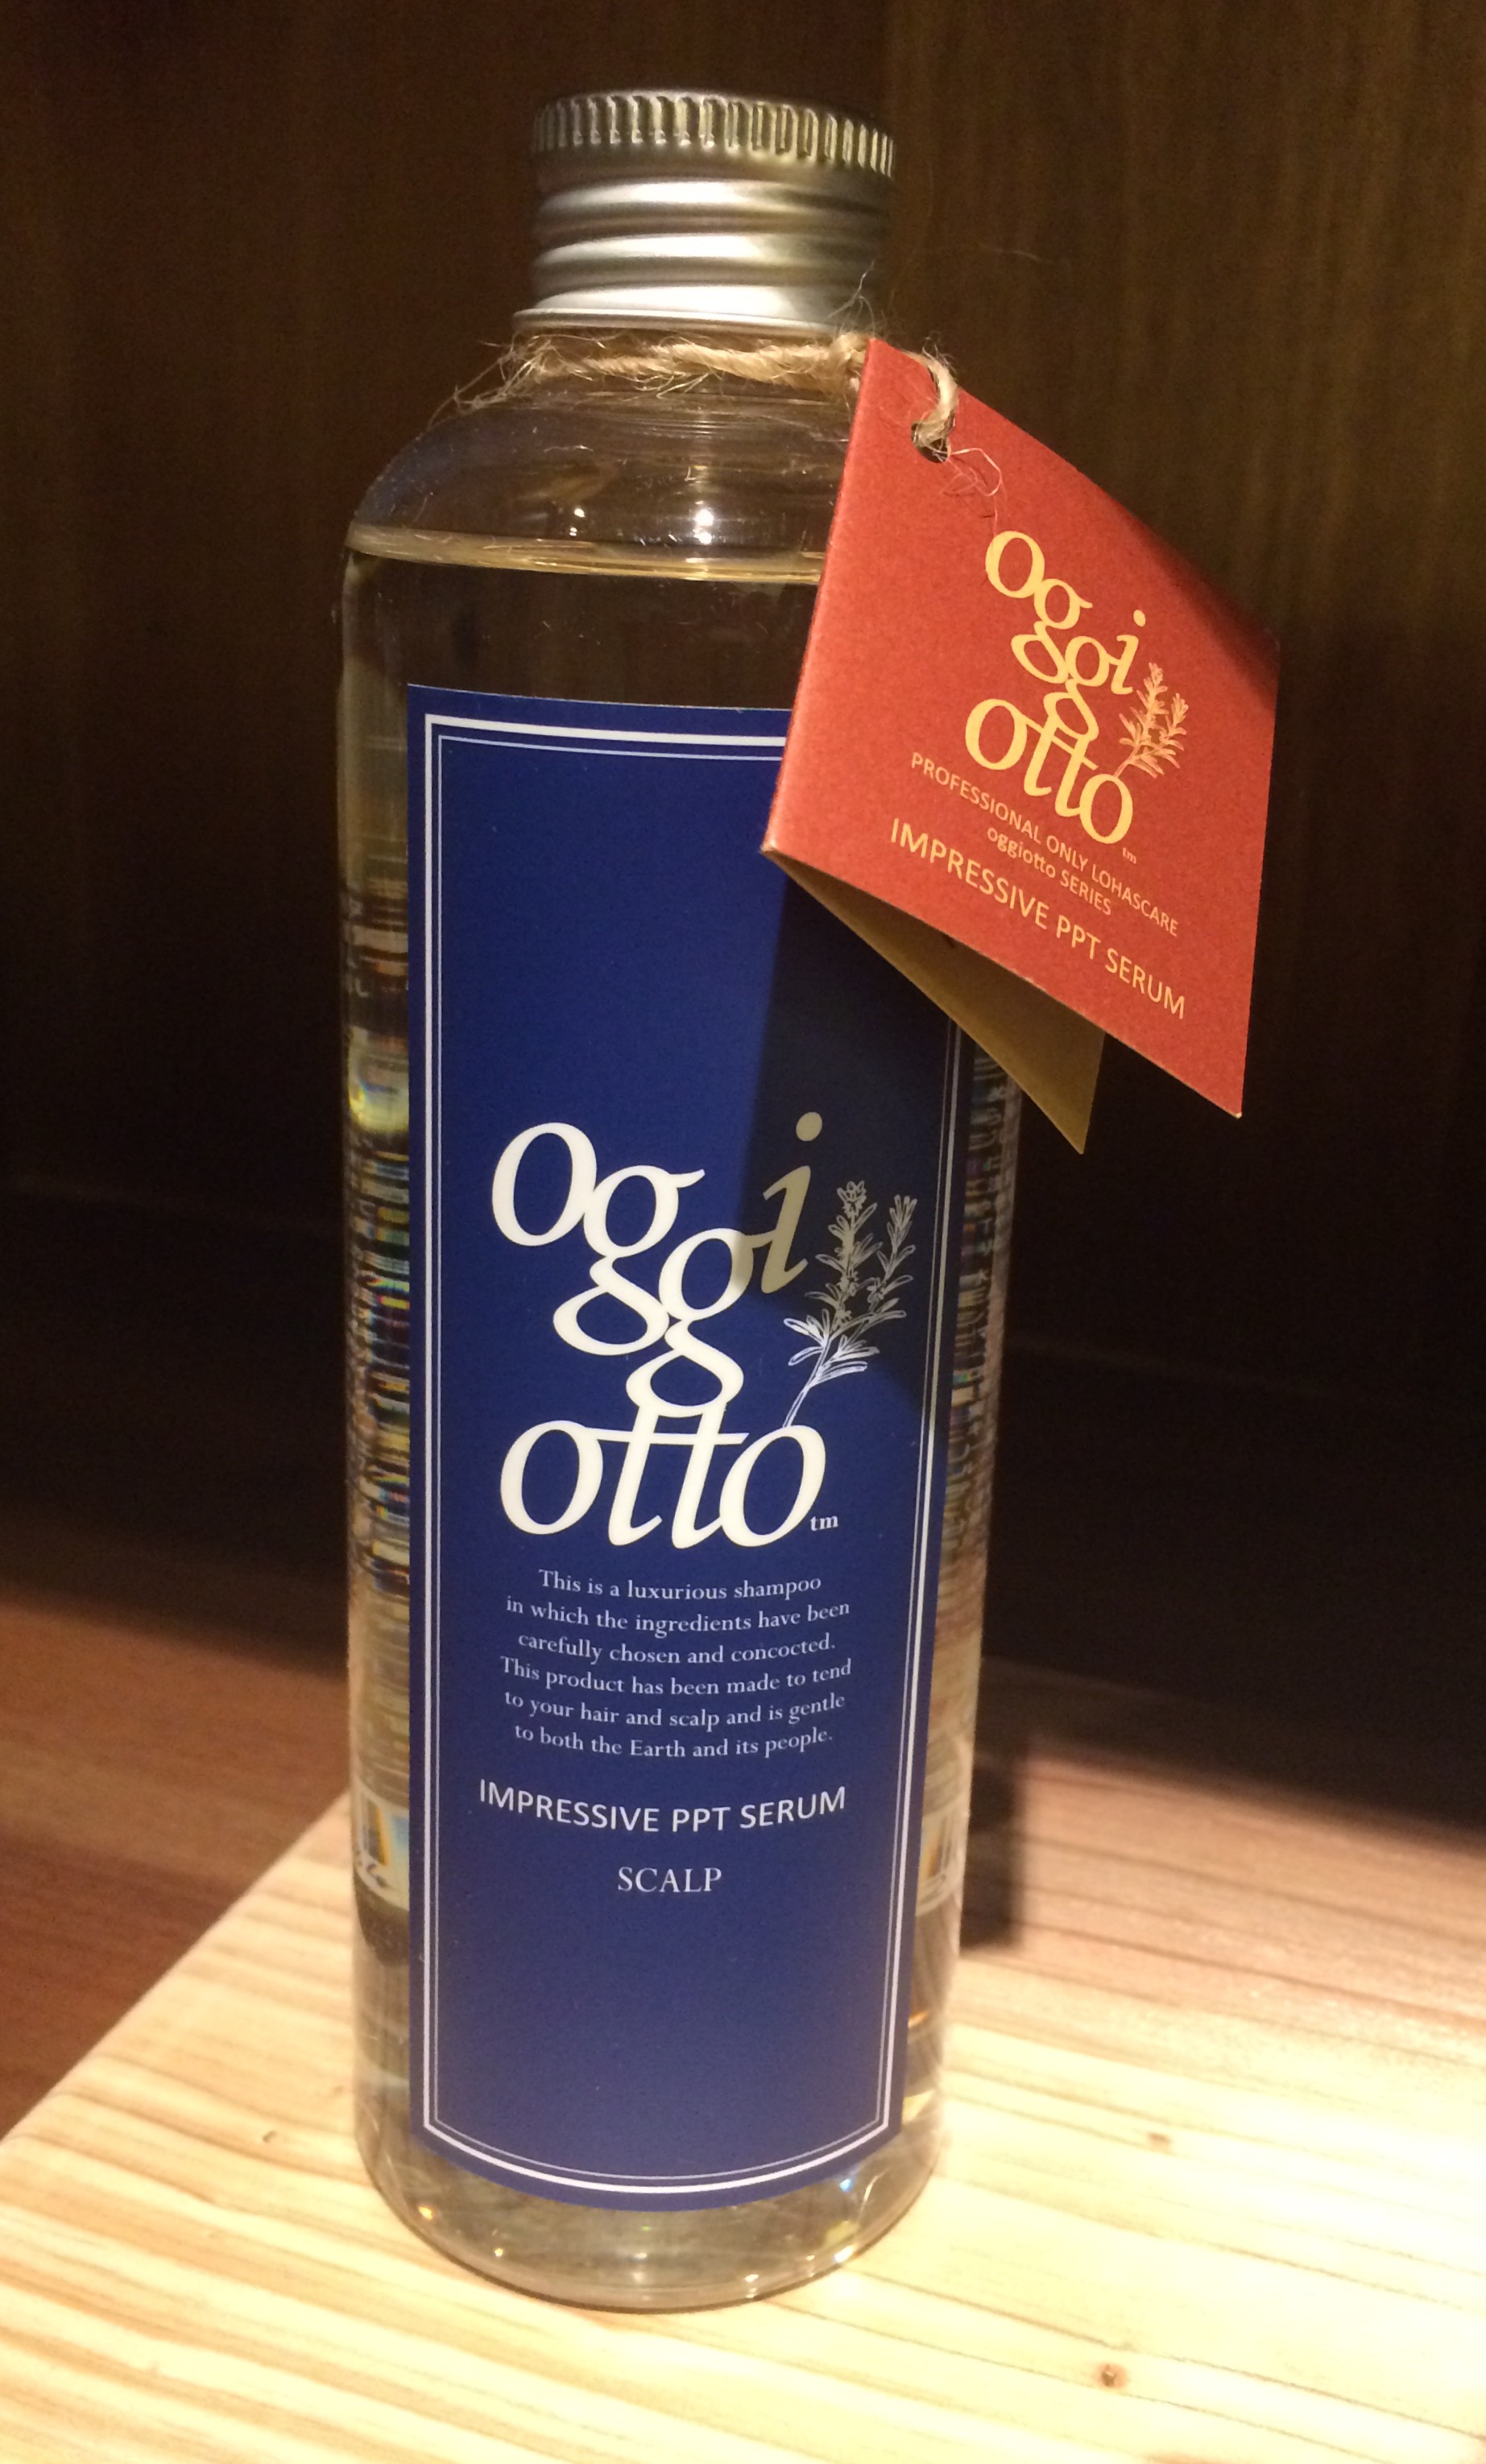 oggi
otto
tm
PROFESSIONAL ONLY LOHASCARE
oggiotto SERIES
IMPRESSIVE PPT SERUM
oggi
otto
tm
This is a luxurious shampoo
in which the ingredients have been
carefully chosen and concocted.
This product has been made to tend
to your hair and scalp and is gentle
to both the Earth and its people.
IMPRESSIVE PPT SERUM
SCALP